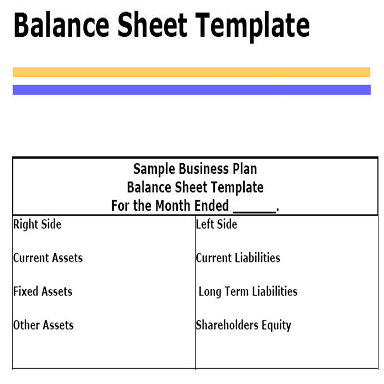 Balance Sheet Template
Sample Business Plan
Balance Sheet Template
For the Month Ended _______.
Right Side
Left Side
Current Assets
Current Liabilities
Fixed Assets
Long Term Liabilities
Other Assets
Shareholders Equity